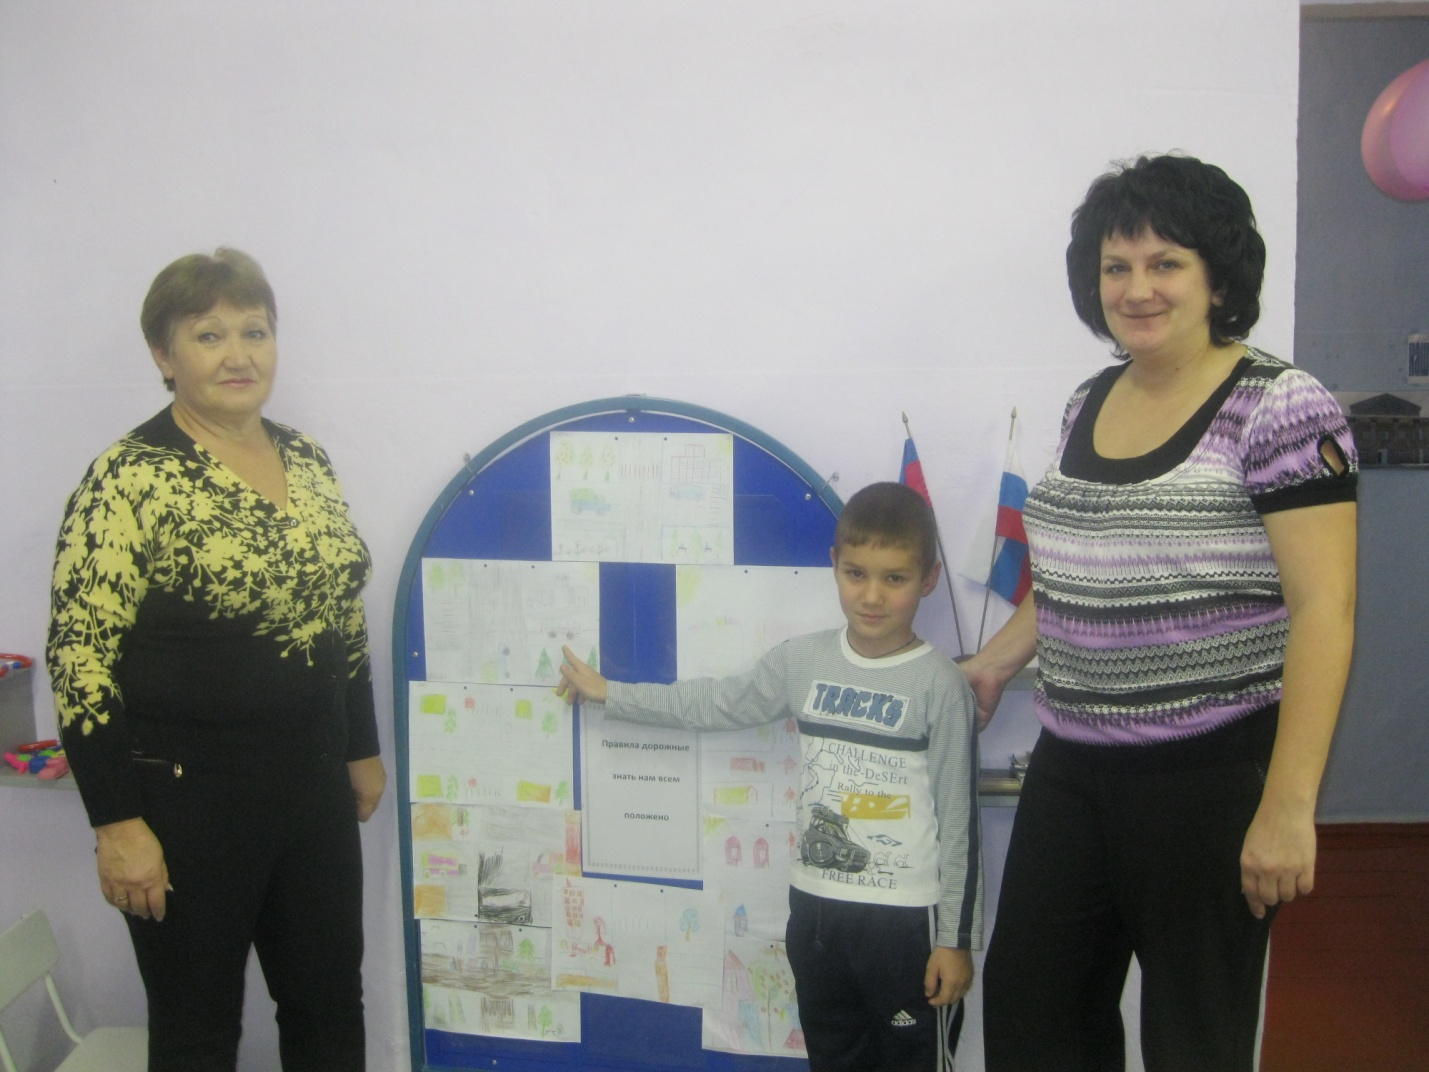 Правила дорожные
знать нам всем
положено
TRACKS
CHALLENGE
in the DeSErt
Rally to the
FREE RACE
adidas